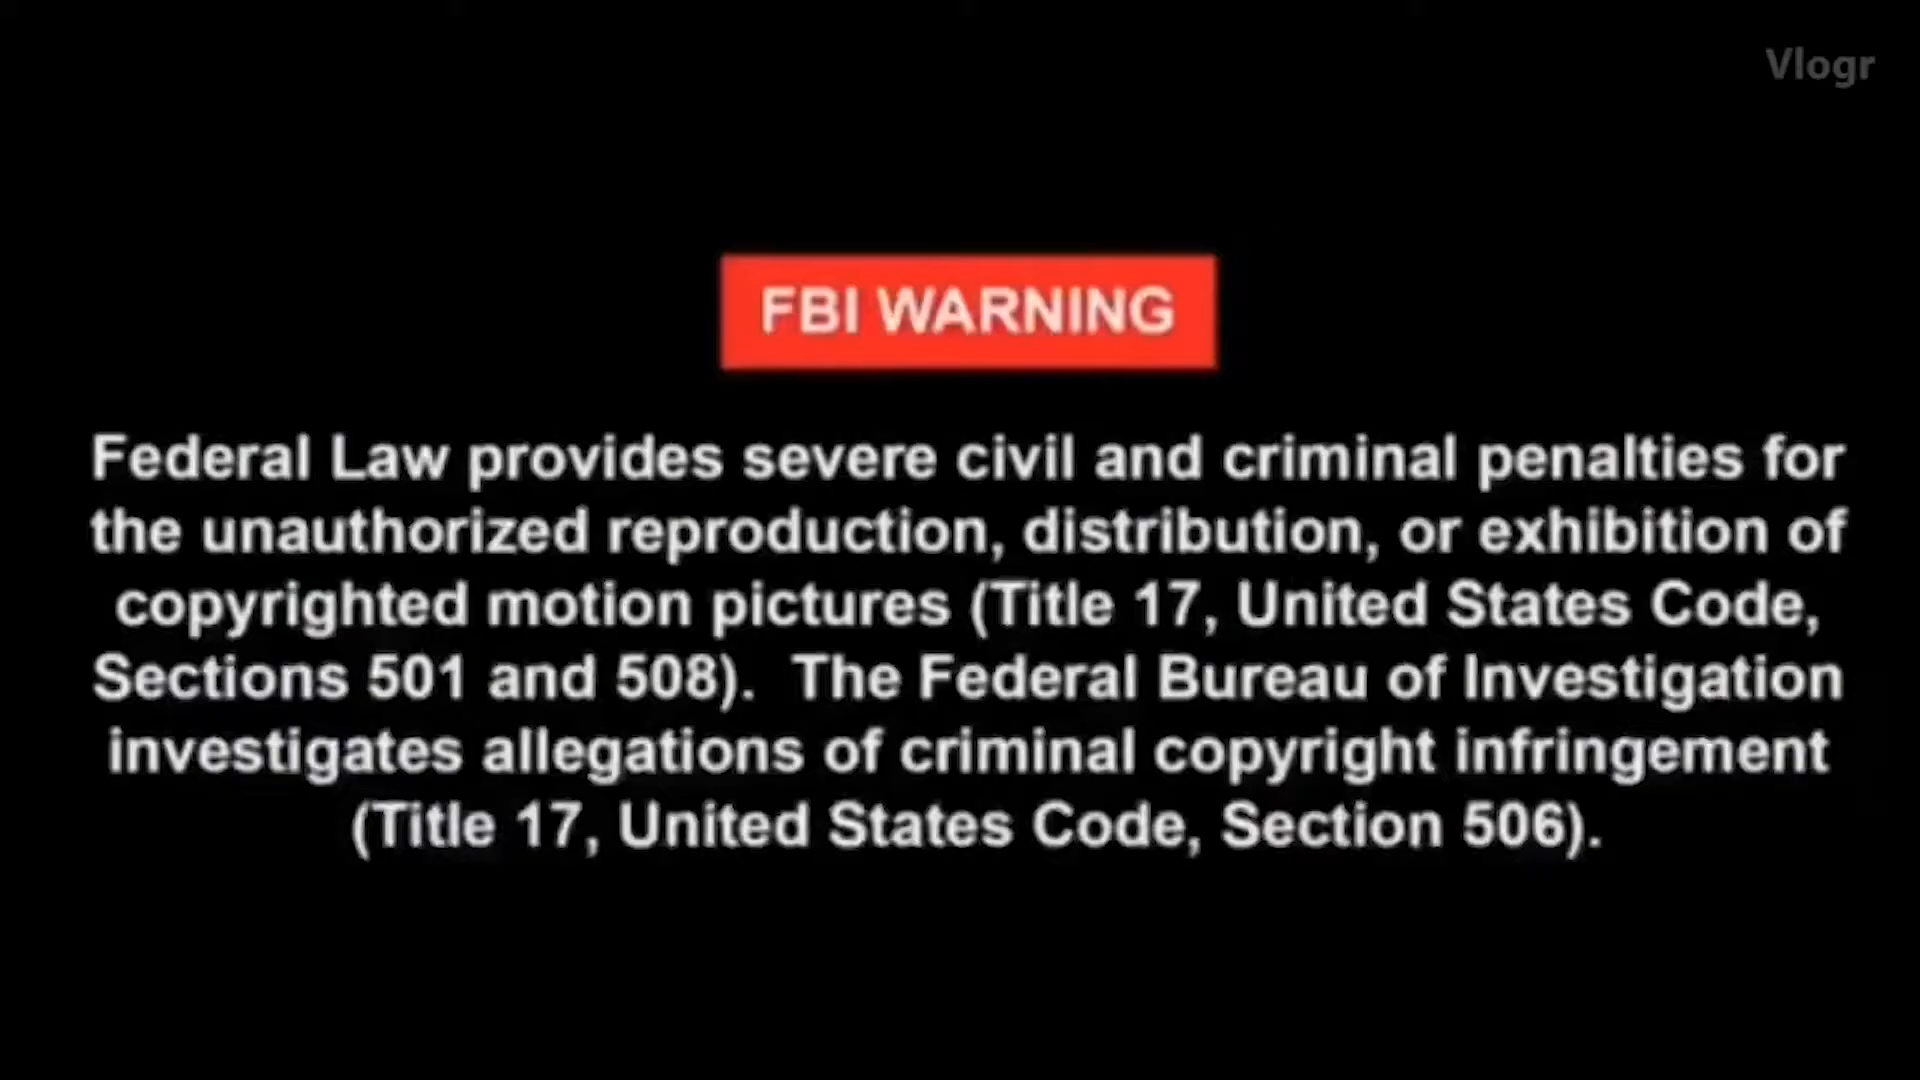 Vlogr
FBI WARNING
Federal Law provides severe civil and criminal penalties for
the unauthorized reproduction, distribution, or exhibition of
copyrighted motion pictures (Title 17, United States Code,
Sections 501 and 508).  The Federal Bureau of Investigation
investigates allegations of criminal copyright infringement
(Title 17, United States Code, Section 506).